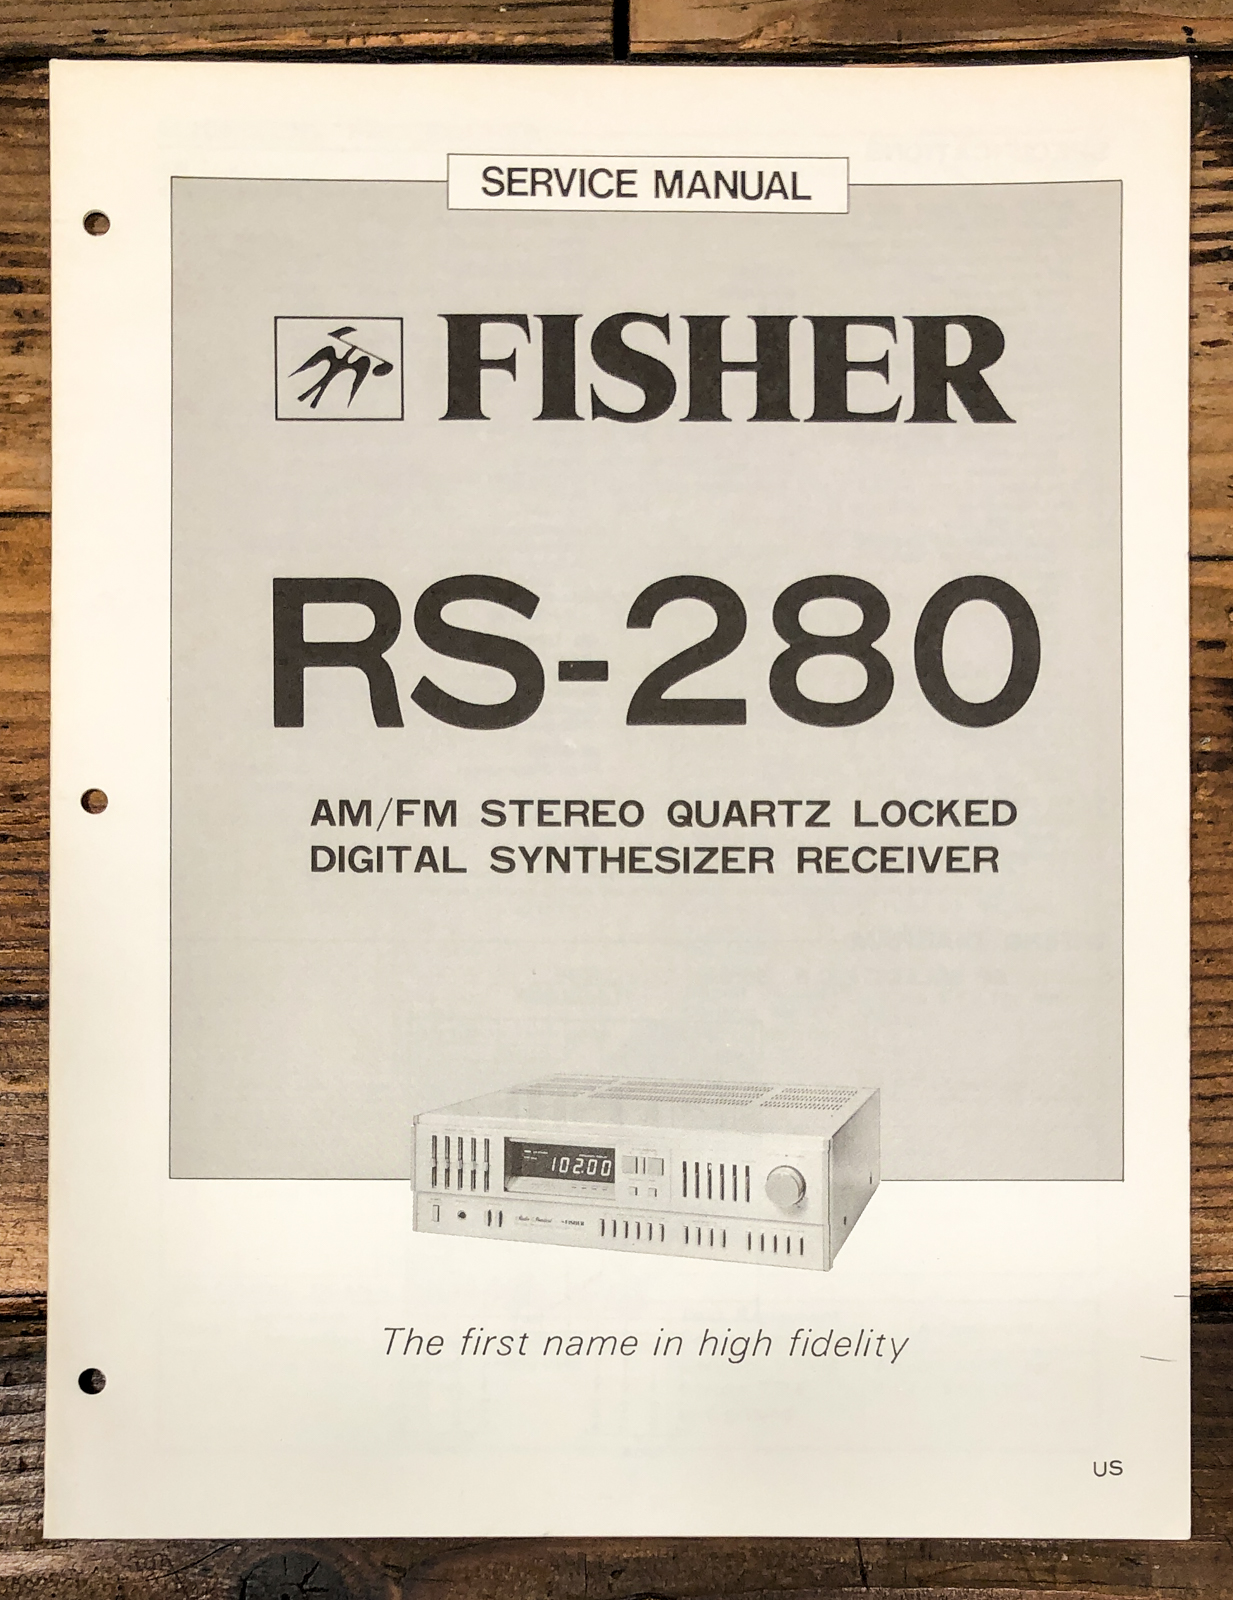 SERVICE MANUAL
FISHER
RS-280
AM/FM STEREO QUARTZ LOCKED
DIGITAL SYNTHESIZER RECEIVER
102.00
FISHER
The first name in high fidelity
US